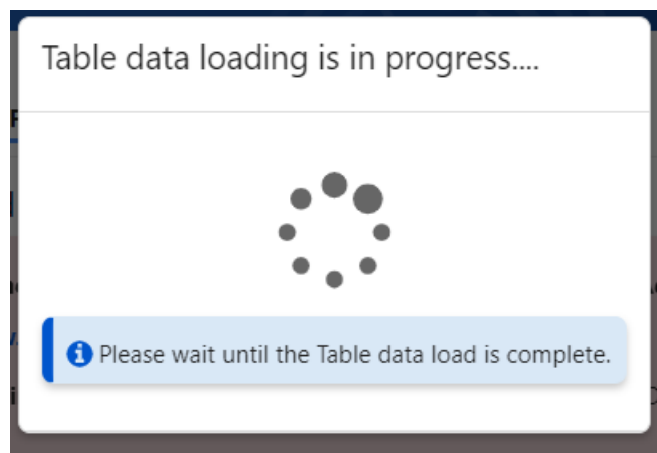 Table data loading is in progress....
Please wait until the Table data load is complete.